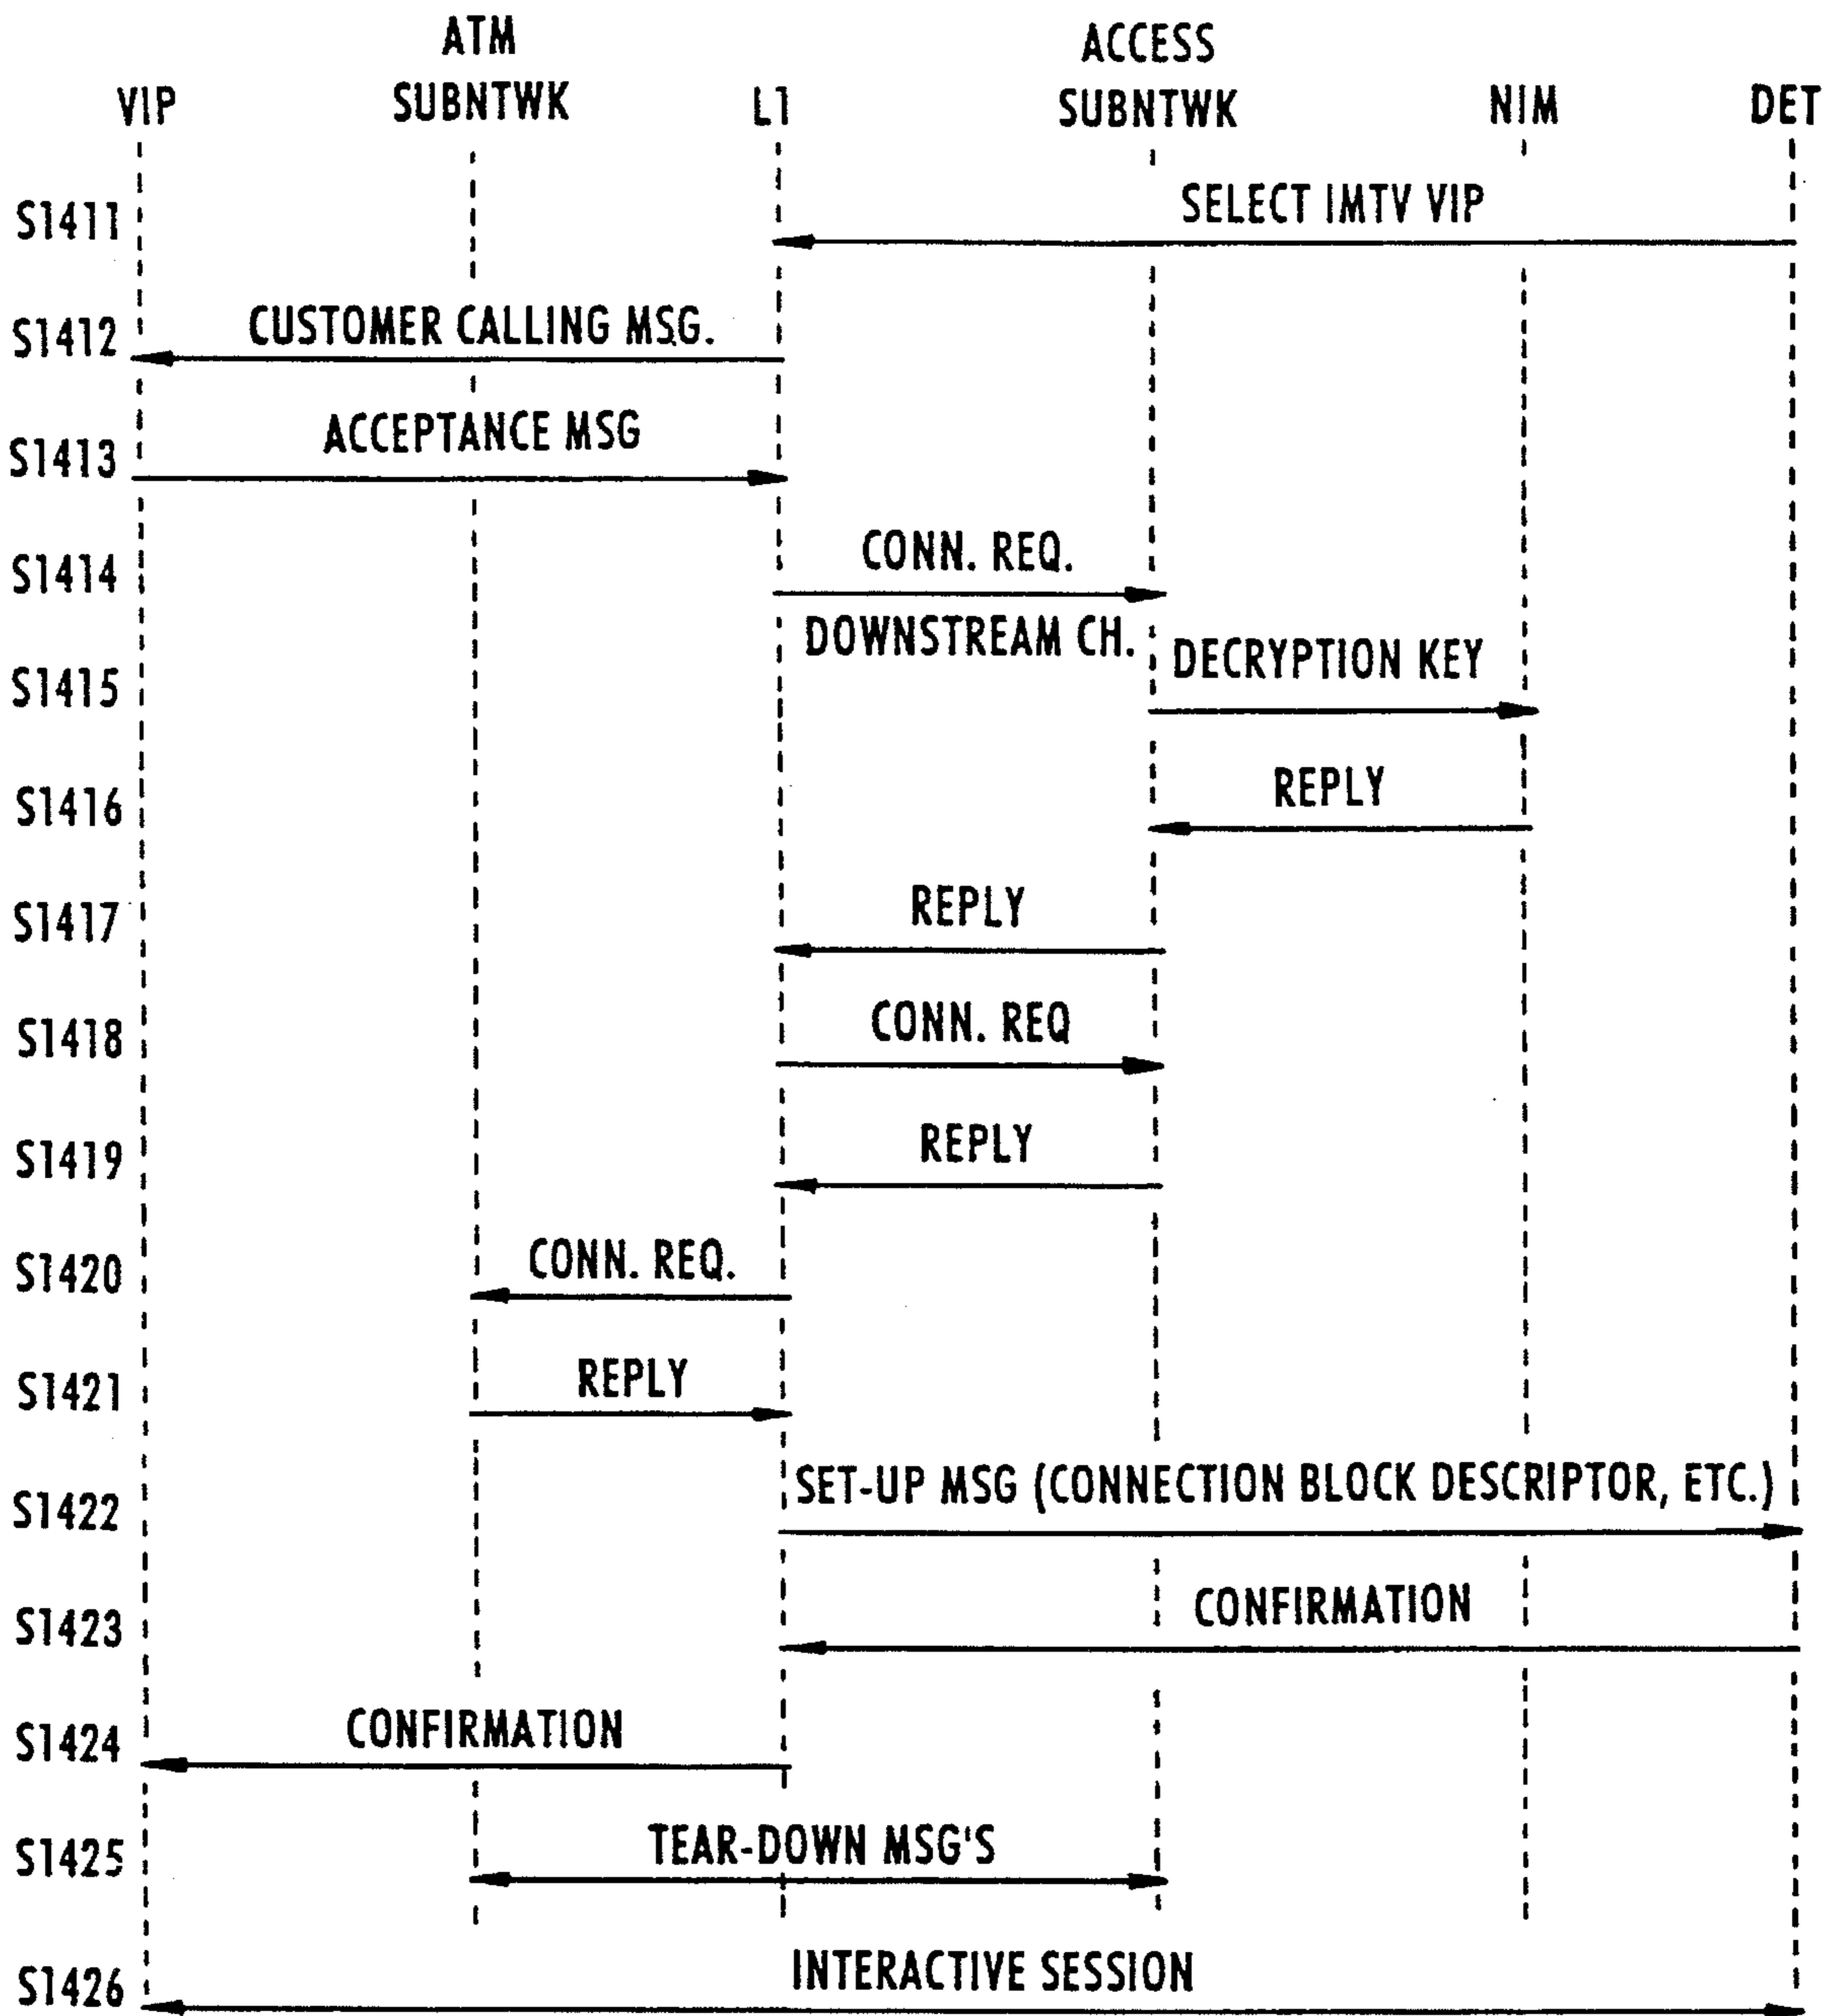 ATM
SUBNTWK
ACCESS
SUBNTWK
VIP
L1
NIM
DET
S1411
SELECT IMTV VIP
S1412
CUSTOMER CALLING MSG.
S1413
ACCEPTANCE MSG
S1414
CONN. REQ.
DOWNSTREAM CH.
S1415
DECRYPTION KEY
S1416
REPLY
S1417
REPLY
S1418
CONN. REQ
S1419
REPLY
S1420
CONN. REQ.
S1421
REPLY
S1422
SET-UP MSG (CONNECTION BLOCK DESCRIPTOR, ETC.)
S1423
CONFIRMATION
S1424
CONFIRMATION
S1425
TEAR-DOWN MSG'S
S1426
INTERACTIVE SESSION